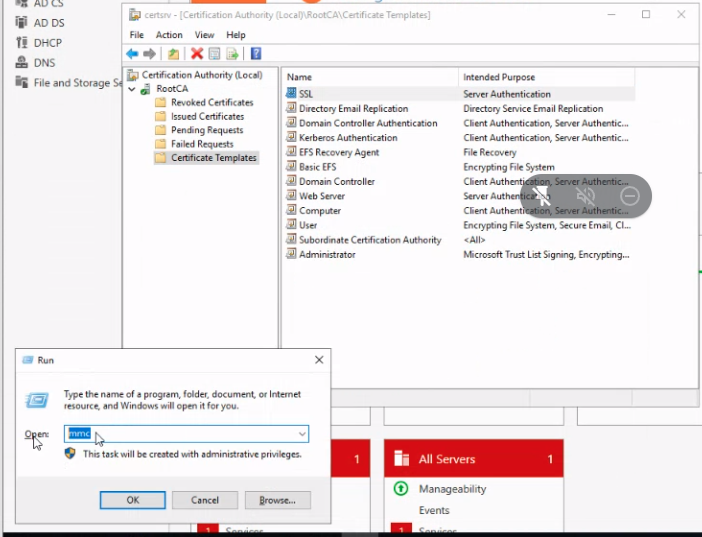 AD CS
AD DS
DHCP
DNS
File and Storage Se
certsrv - [Certification Authority (Local)\RootCA\Certificate Templates]
File Action View Help
Certification Authority (Local)
RootCA
Revoked Certificates
Issued Certificates
Pending Requests
Failed Requests
Certificate Templates
Name Intended Purpose
SSL Server Authentication
Directory Email Replication Directory Service Email Replication
Domain Controller Authentication Client Authentication, Server Authentic...
Kerberos Authentication Client Authentication, Server Authentic...
EFS Recovery Agent File Recovery
Basic EFS Encrypting File System
Domain Controller Client Authentication, Server Authentic...
Web Server Server Authentication
Computer Client Authentication, Server Authentic...
User Encrypting File System, Secure Email, Cl...
Subordinate Certification Authority <All>
Administrator Microsoft Trust List Signing, Encrypting...
Run
Type the name of a program, folder, document, or Internet
resource, and Windows will open it for you.
Open: mmc
This task will be created with administrative privileges.
OK Cancel Browse...
1
1 Services
All Servers 1
Manageability
Events
1 Services